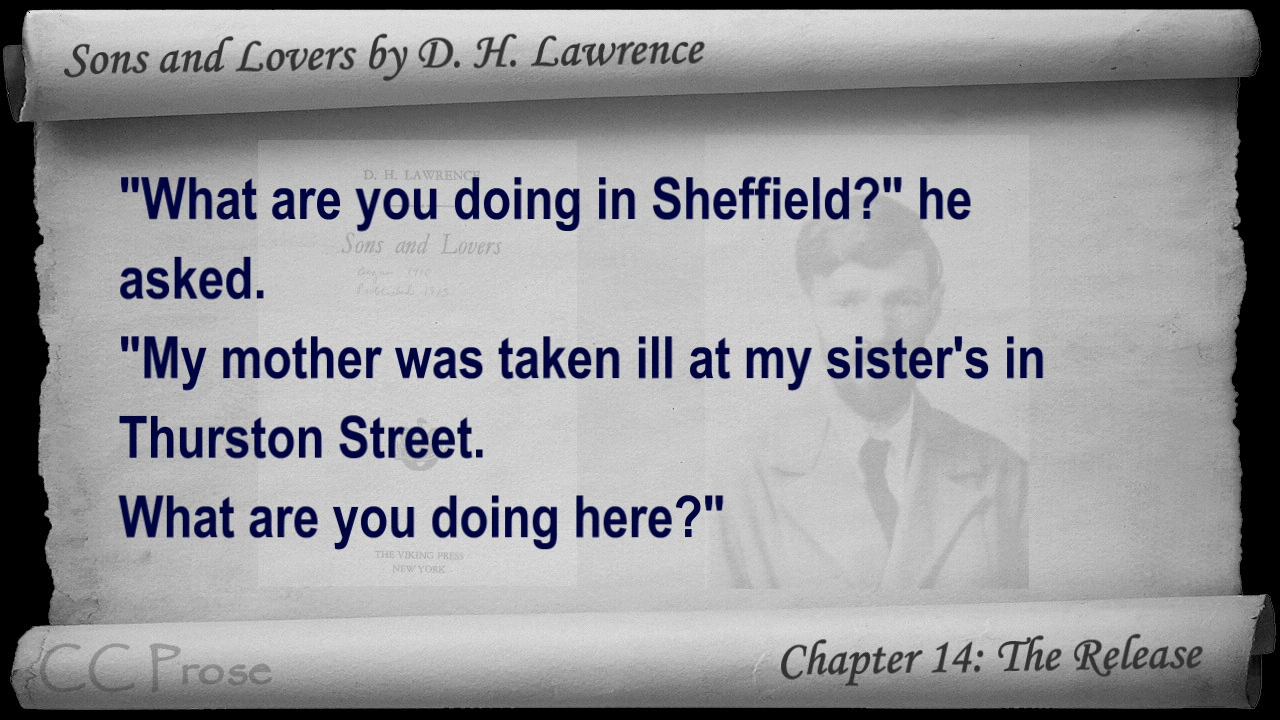 Sons and Lovers by D. H. Lawrence
D. H. LAWRENCE
"What are you doing in Sheffield?" he
Sons and Lovers
asked.
"My mother was taken ill at my sister's in
Thurston Street.
What are you doing here?"
THE VIKING PRESS
NEW YORK
CC Prose
Chapter 14: The Release